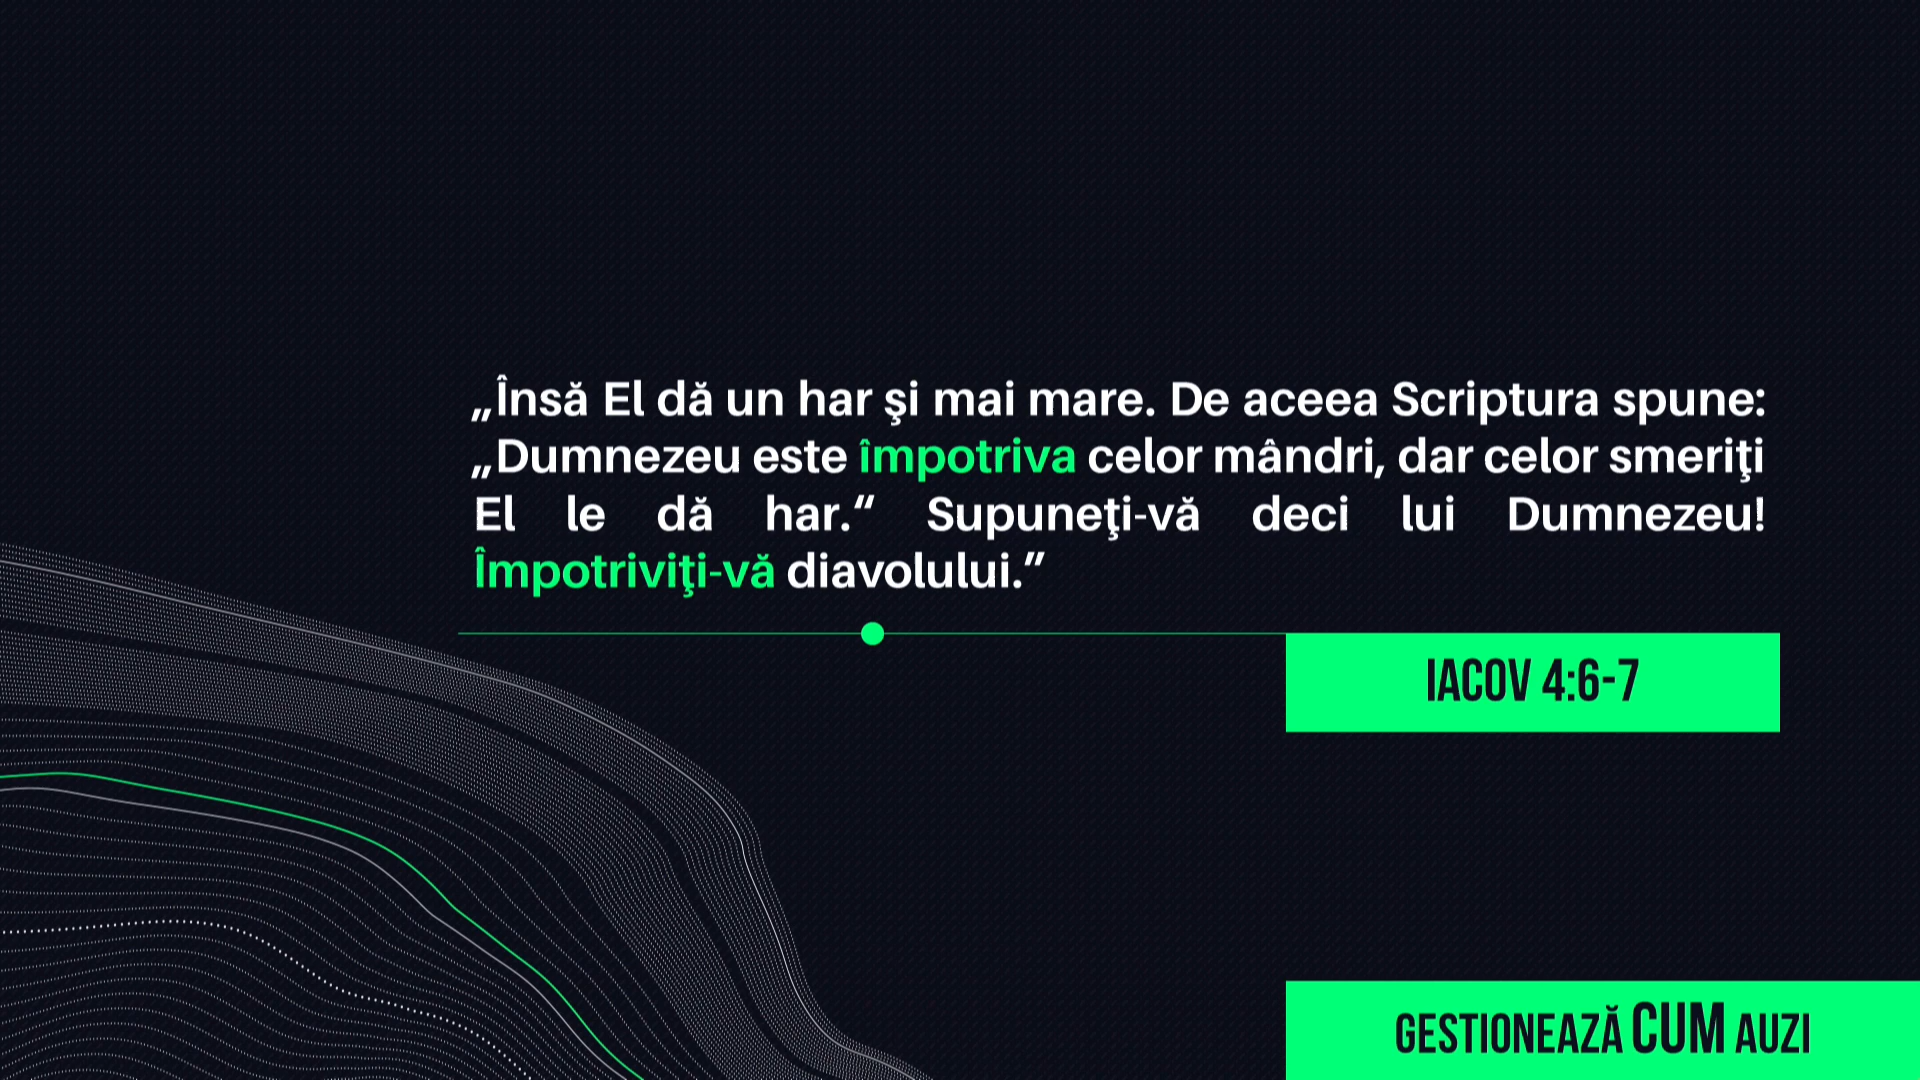 „Însă El dă un har şi mai mare. De aceea Scriptura spune:
„Dumnezeu este împotriva celor mândri, dar celor smeriţi
El le dă har.“ Supuneţi-vă deci lui Dumnezeu!
Împotriviţi-vă diavolului.”
IACOV 4:6-7
GESTIONEAZĂ CUM AUZI